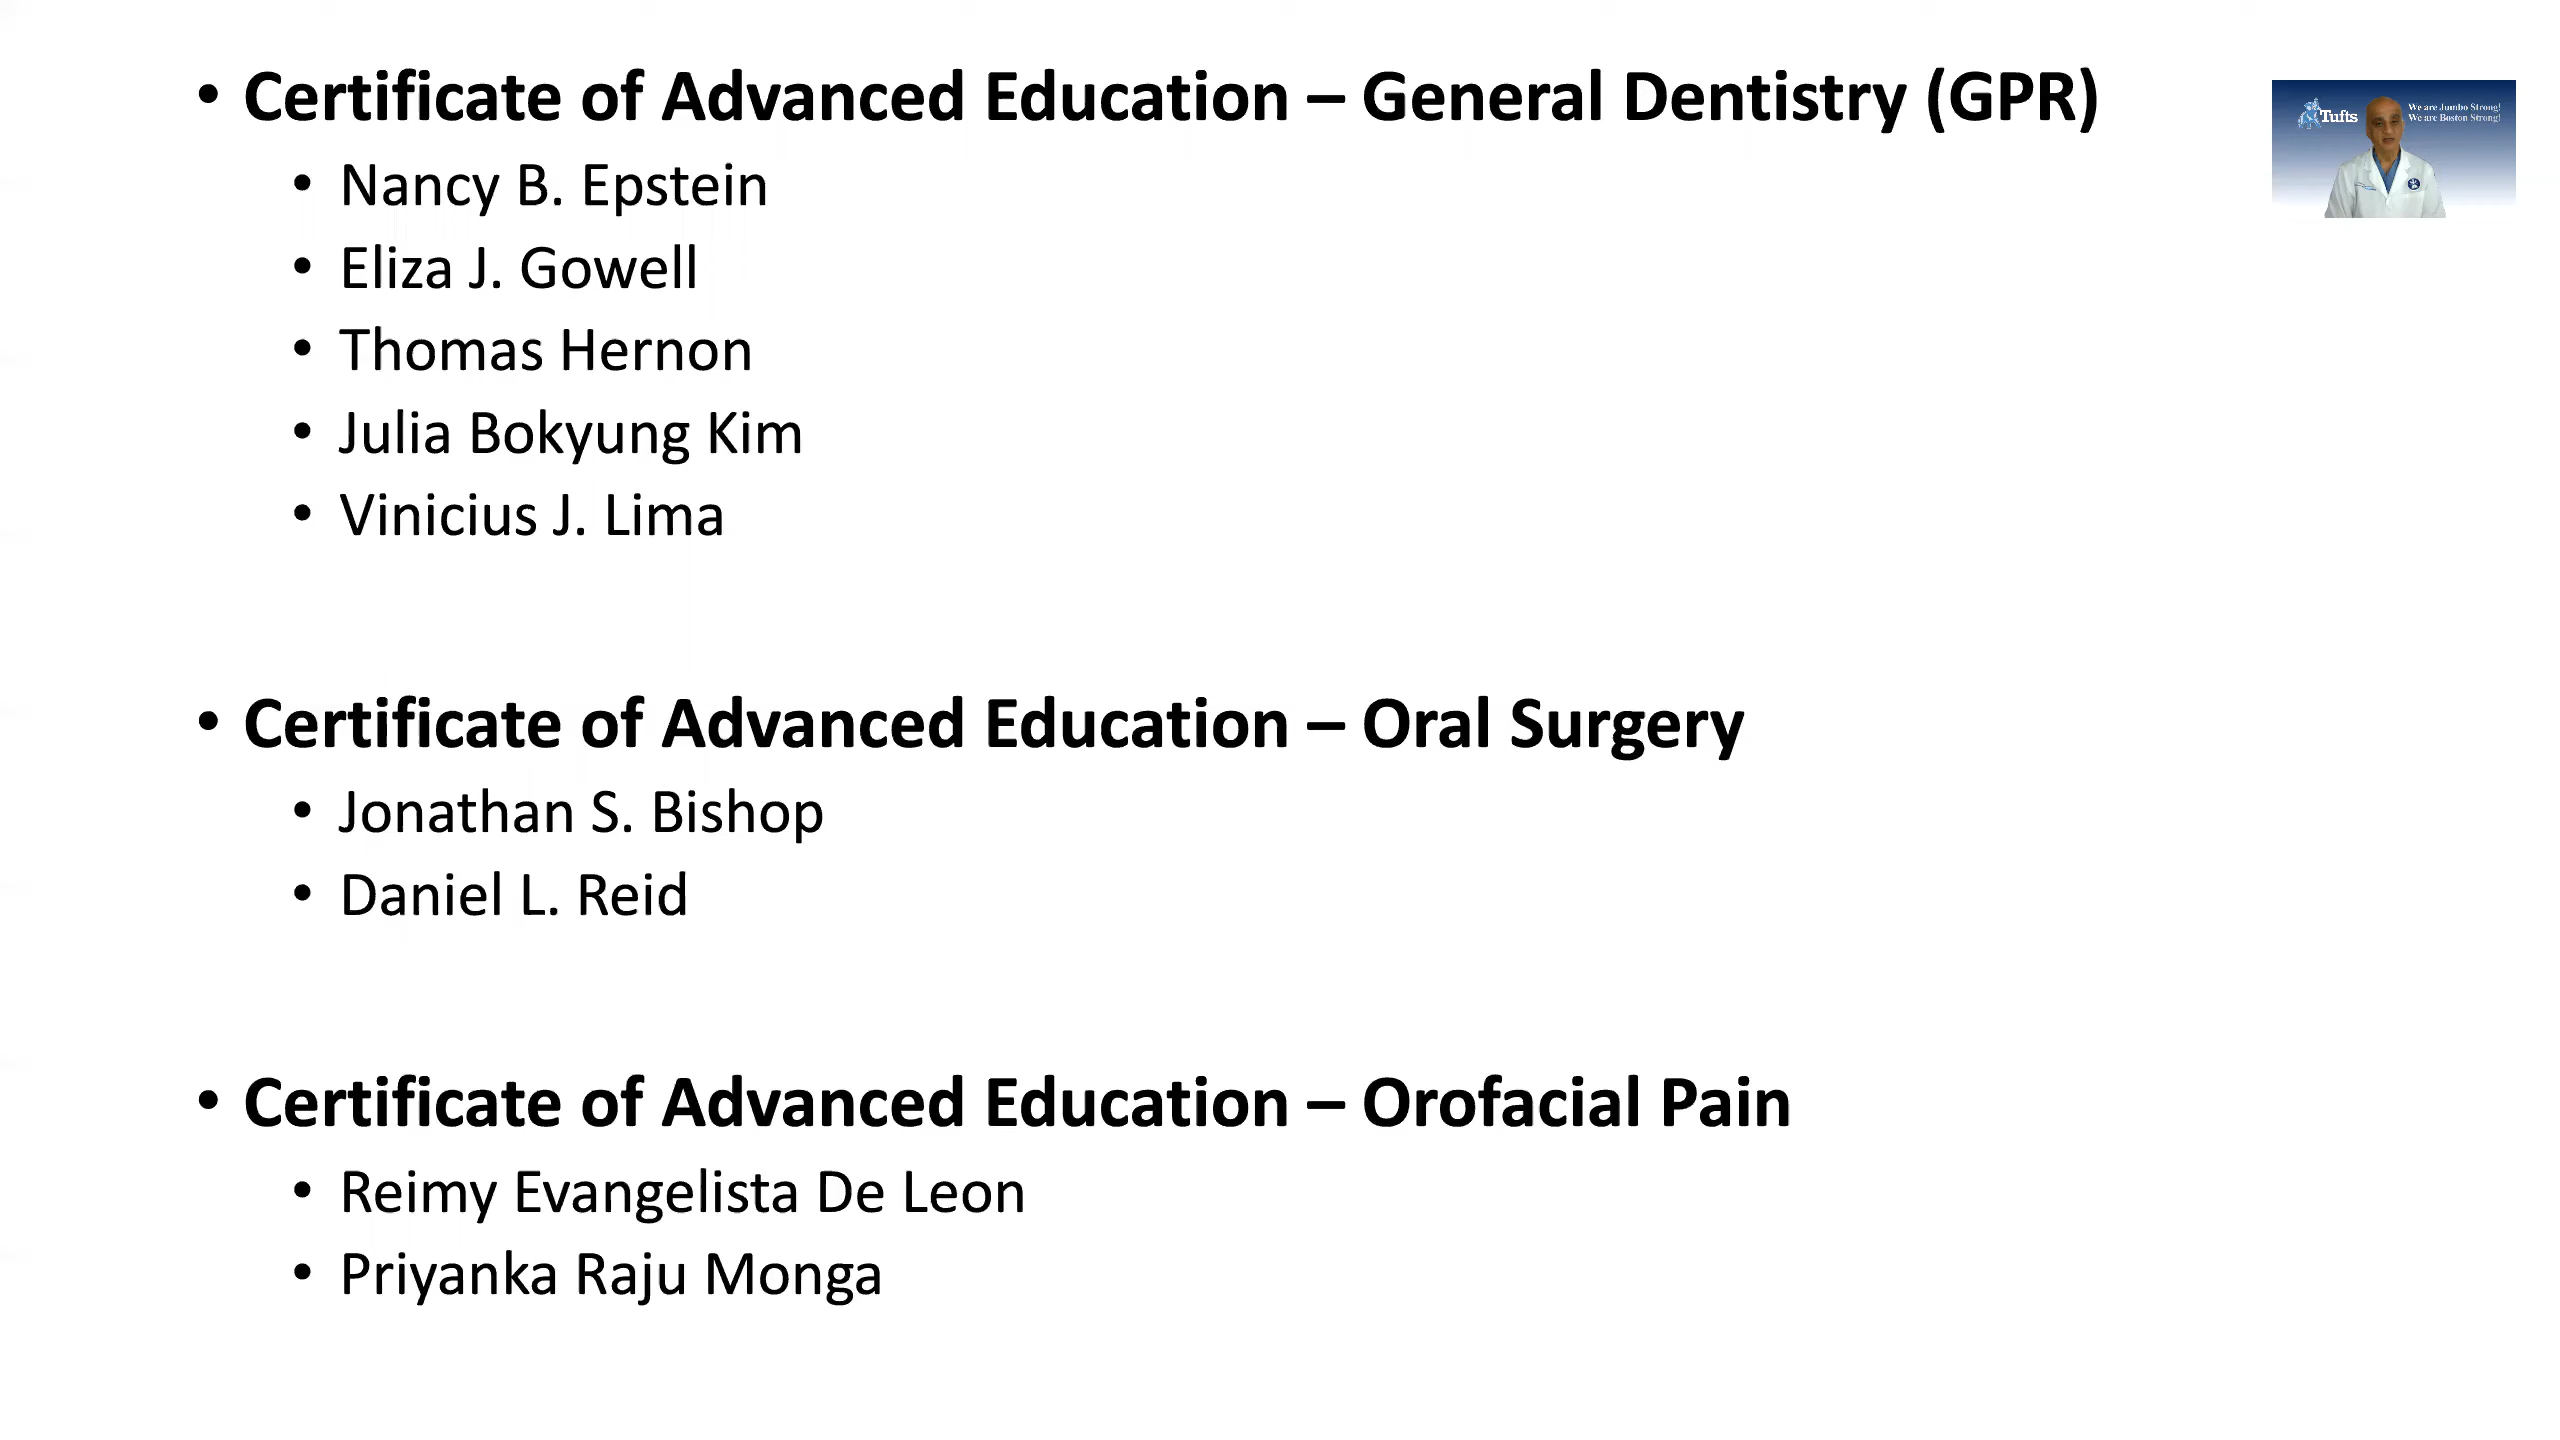 • Certificate of Advanced Education – General Dentistry (GPR)
• Nancy B. Epstein
• Eliza J. Gowell
• Thomas Hernon
• Julia Bokyung Kim
• Vinicius J. Lima
• Certificate of Advanced Education – Oral Surgery
• Jonathan S. Bishop
• Daniel L. Reid
• Certificate of Advanced Education – Orofacial Pain
• Reimy Evangelista De Leon
• Priyanka Raju Monga
Tufts
We are Jumbo Strong!
We are Boston Strong!